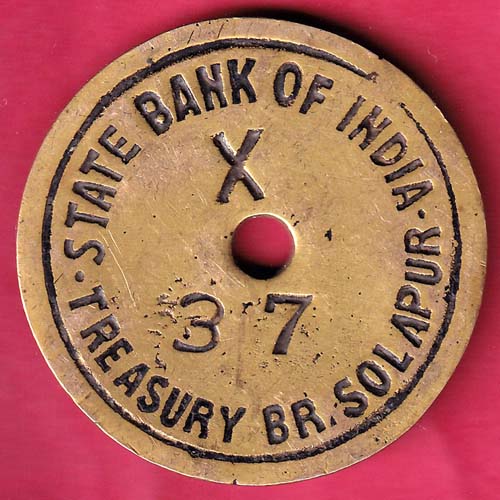 STATE BANK OF INDIA
X
37
TREASURY BR. SOLAPUR